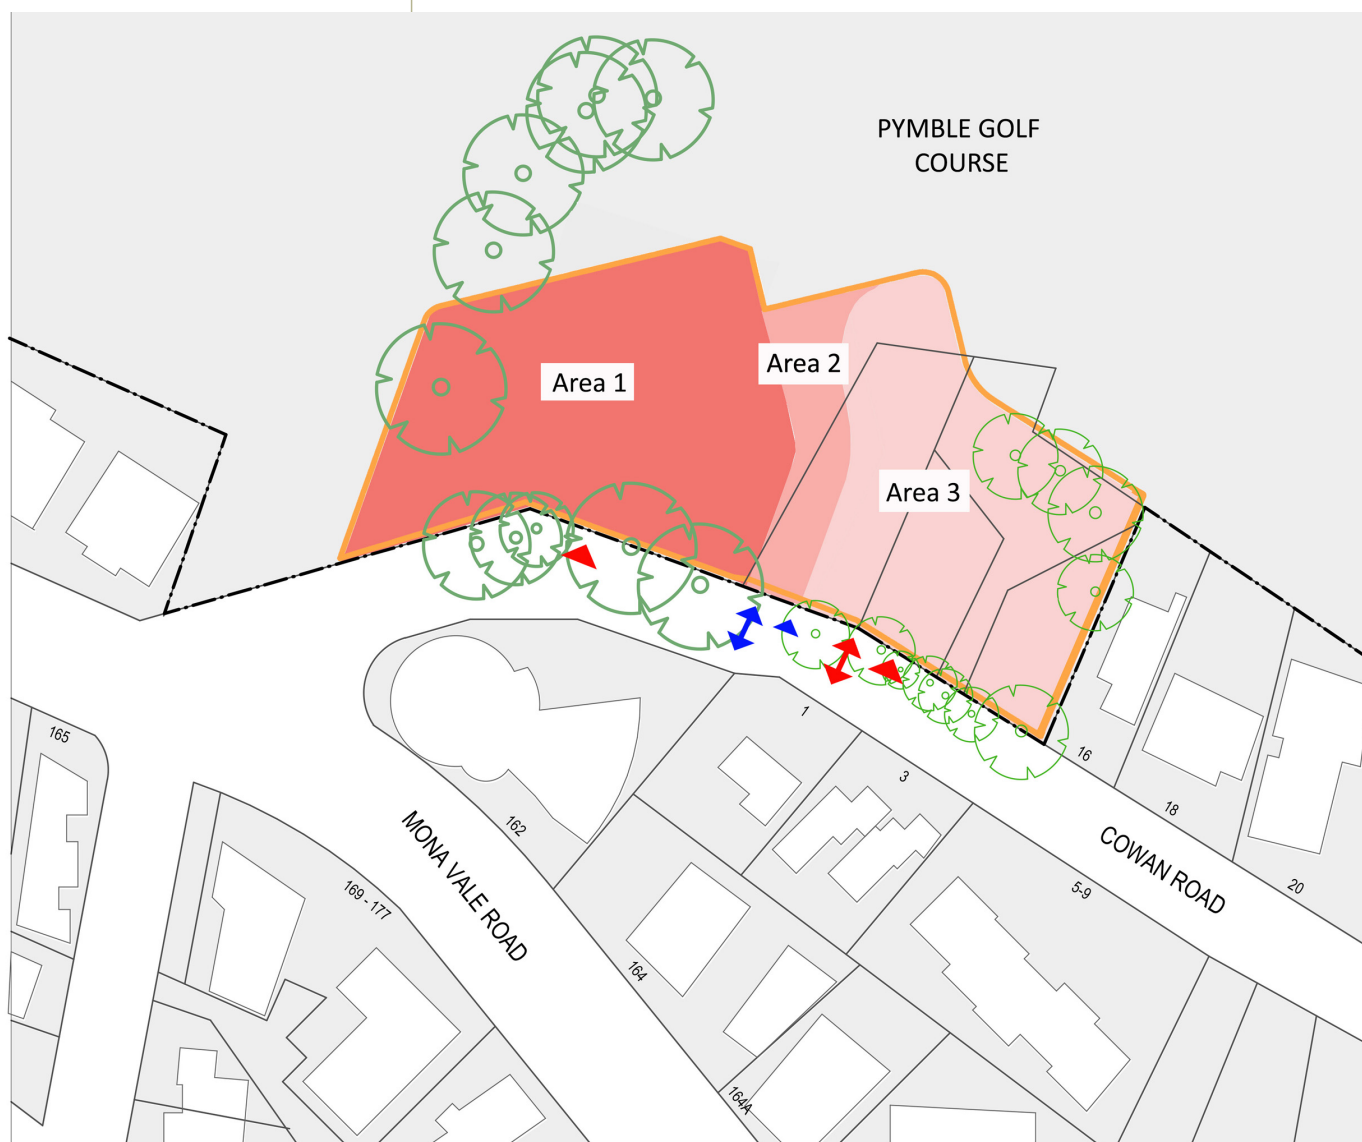 PYMBLE GOLF
COURSE
Area 2
Area 1
Area 3
1
165
16
3
18
162
MONA VALE ROAD
COWAN ROAD
5-9
20
169 - 177
164
164A